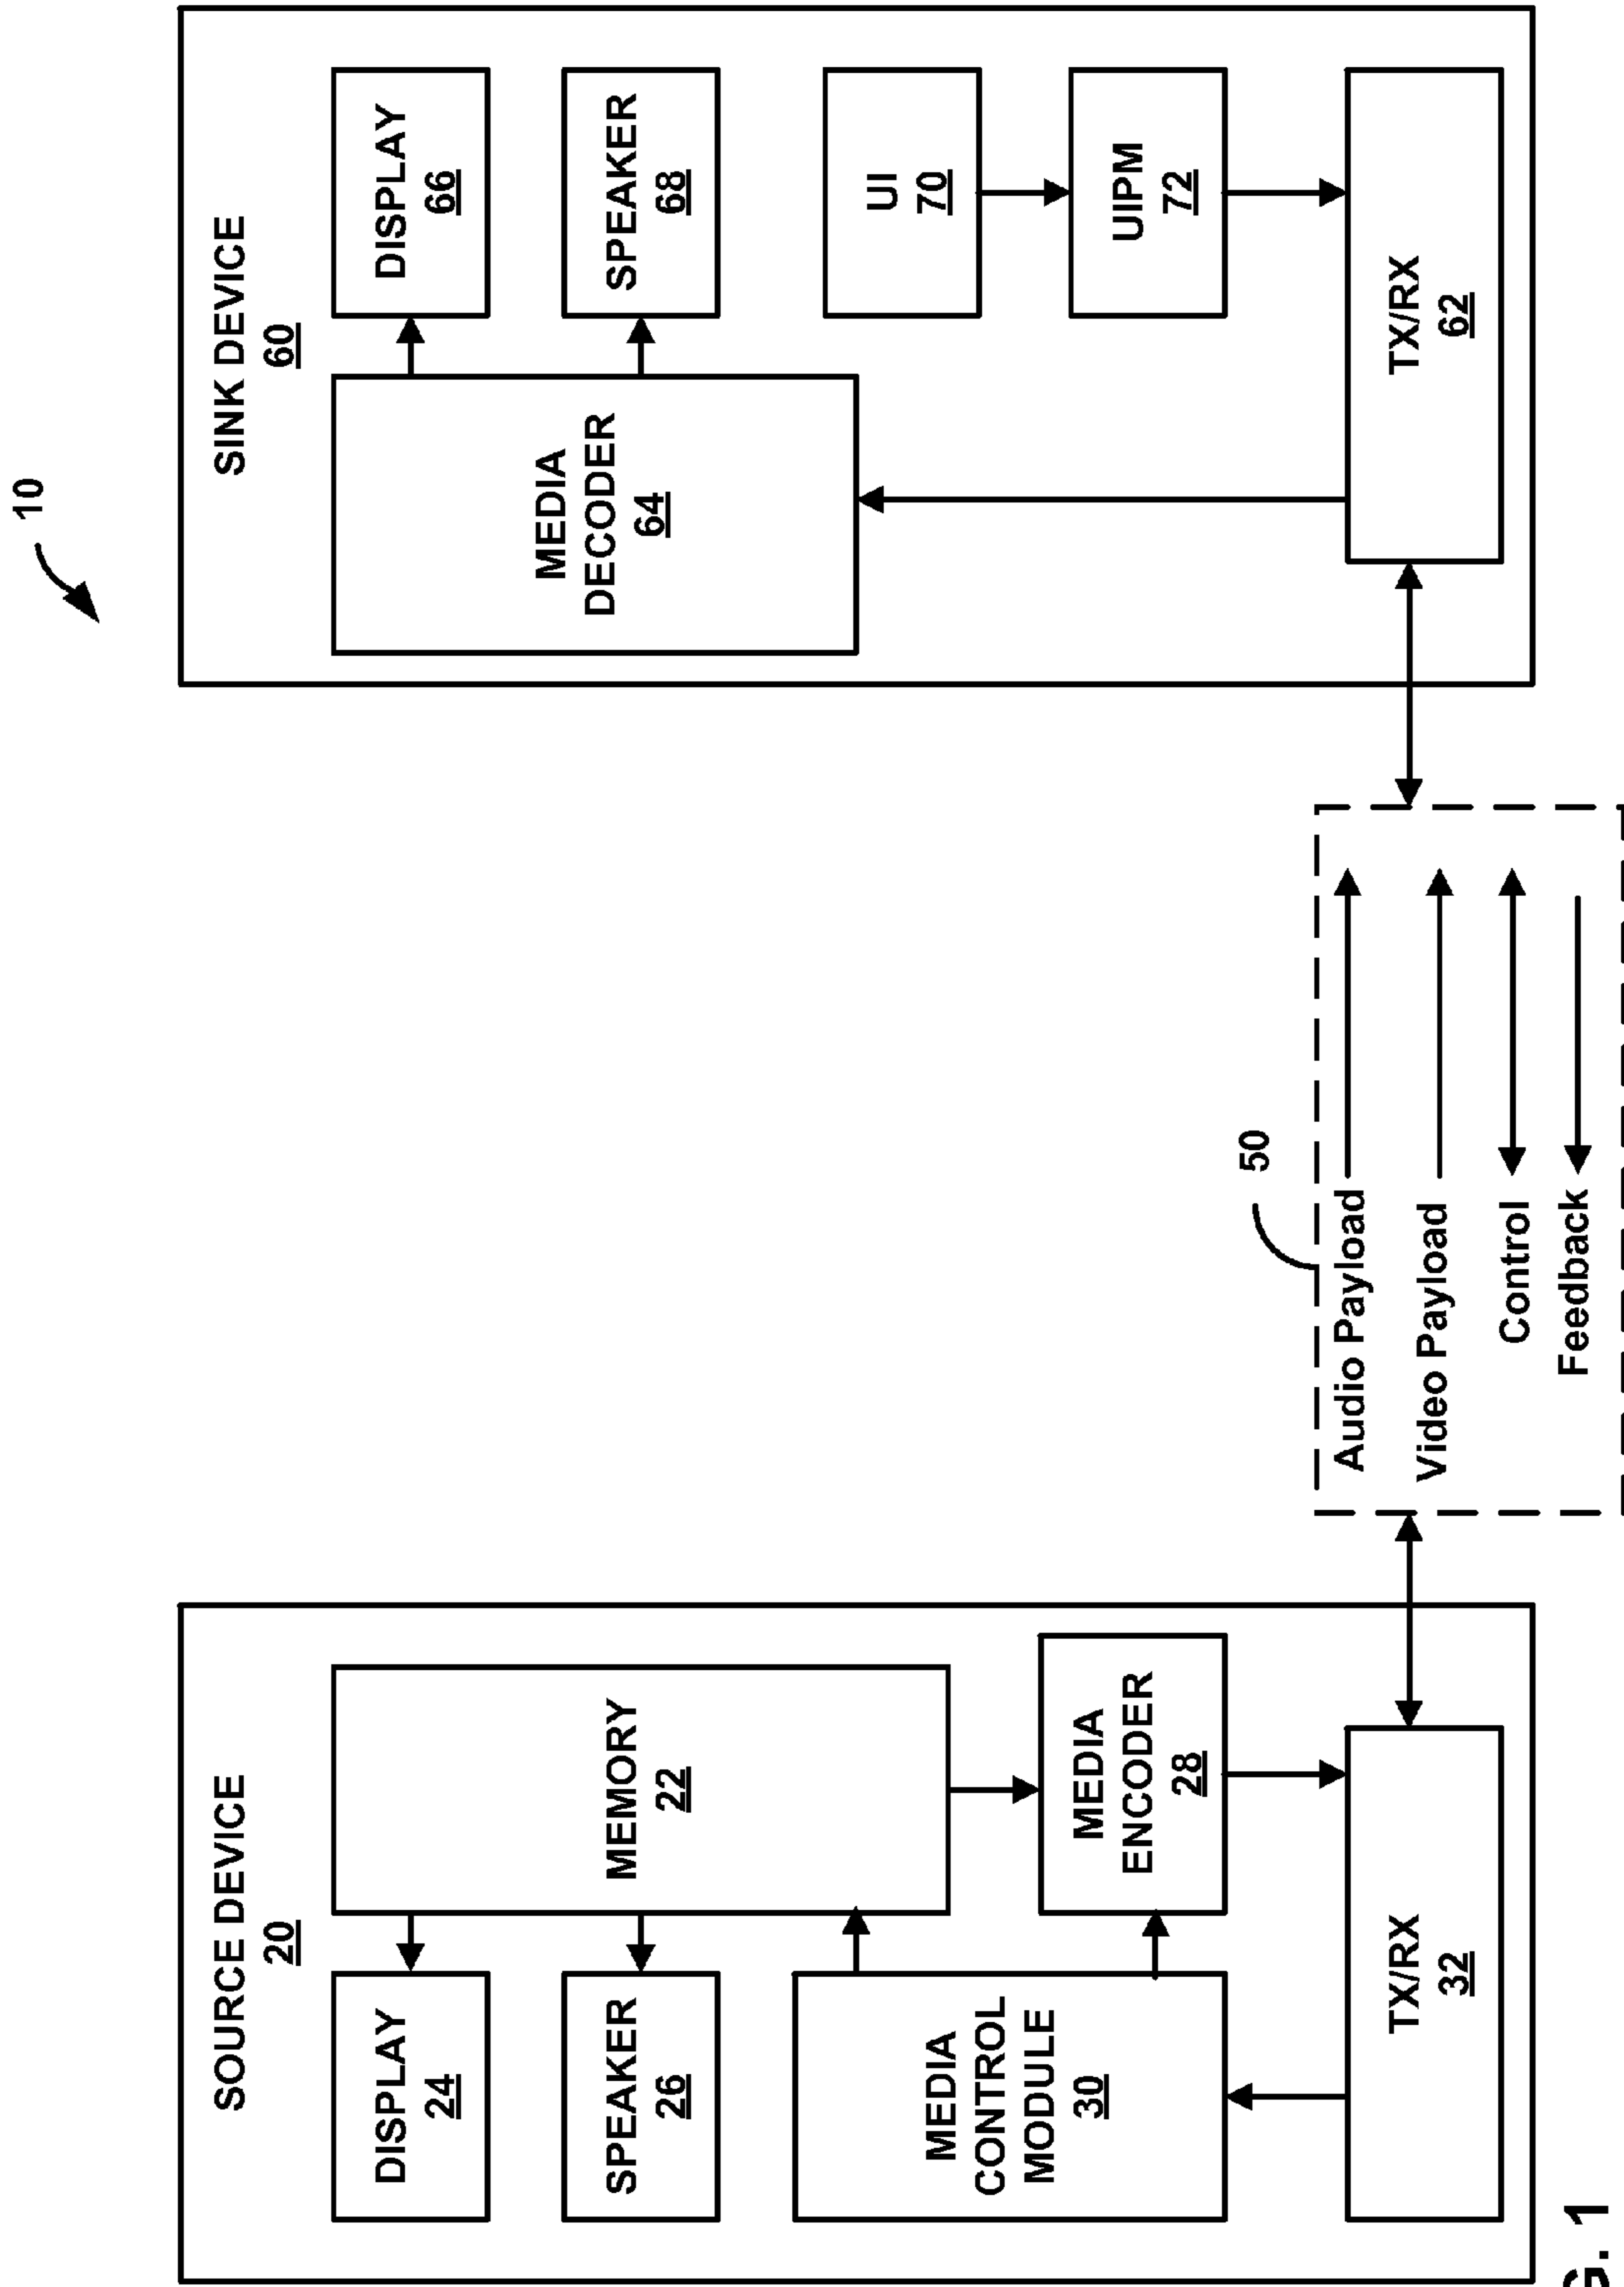 10
SOURCE DEVICE
20
DISPLAY
24
SPEAKER
26
MEMORY
22
MEDIA
CONTROL
MODULE
30
MEDIA
ENCODER
28
TX/RX
32
50
Audio Payload
Video Payload
Control
Feedback
SINK DEVICE
60
MEDIA
DECODER
64
DISPLAY
66
SPEAKER
68
UI
70
UIPM
72
TX/RX
62
G. 1